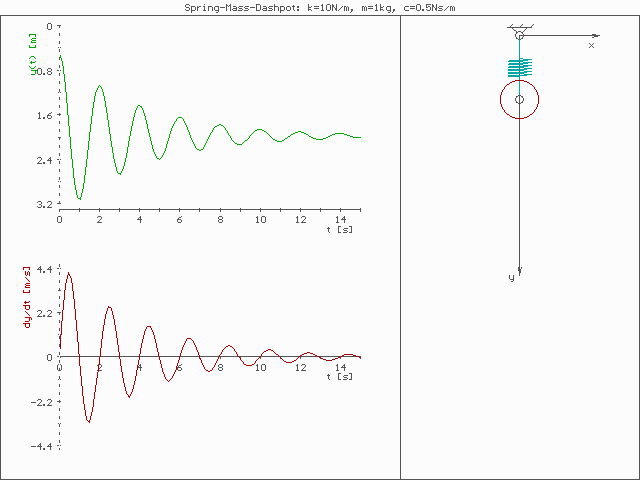 Spring-Mass-Dashpot: k=10N/m, m=1kg, c=0.5Ns/m
y(t) [m]
0
0.8
1.6
2.4
3.2
0 2 4 6 8 10 12 14
t [s]
dy/dt [m/s]
4.4
2.2
0
-2.2
-4.4
0 2 4 6 8 10 12 14
t [s]
x
y